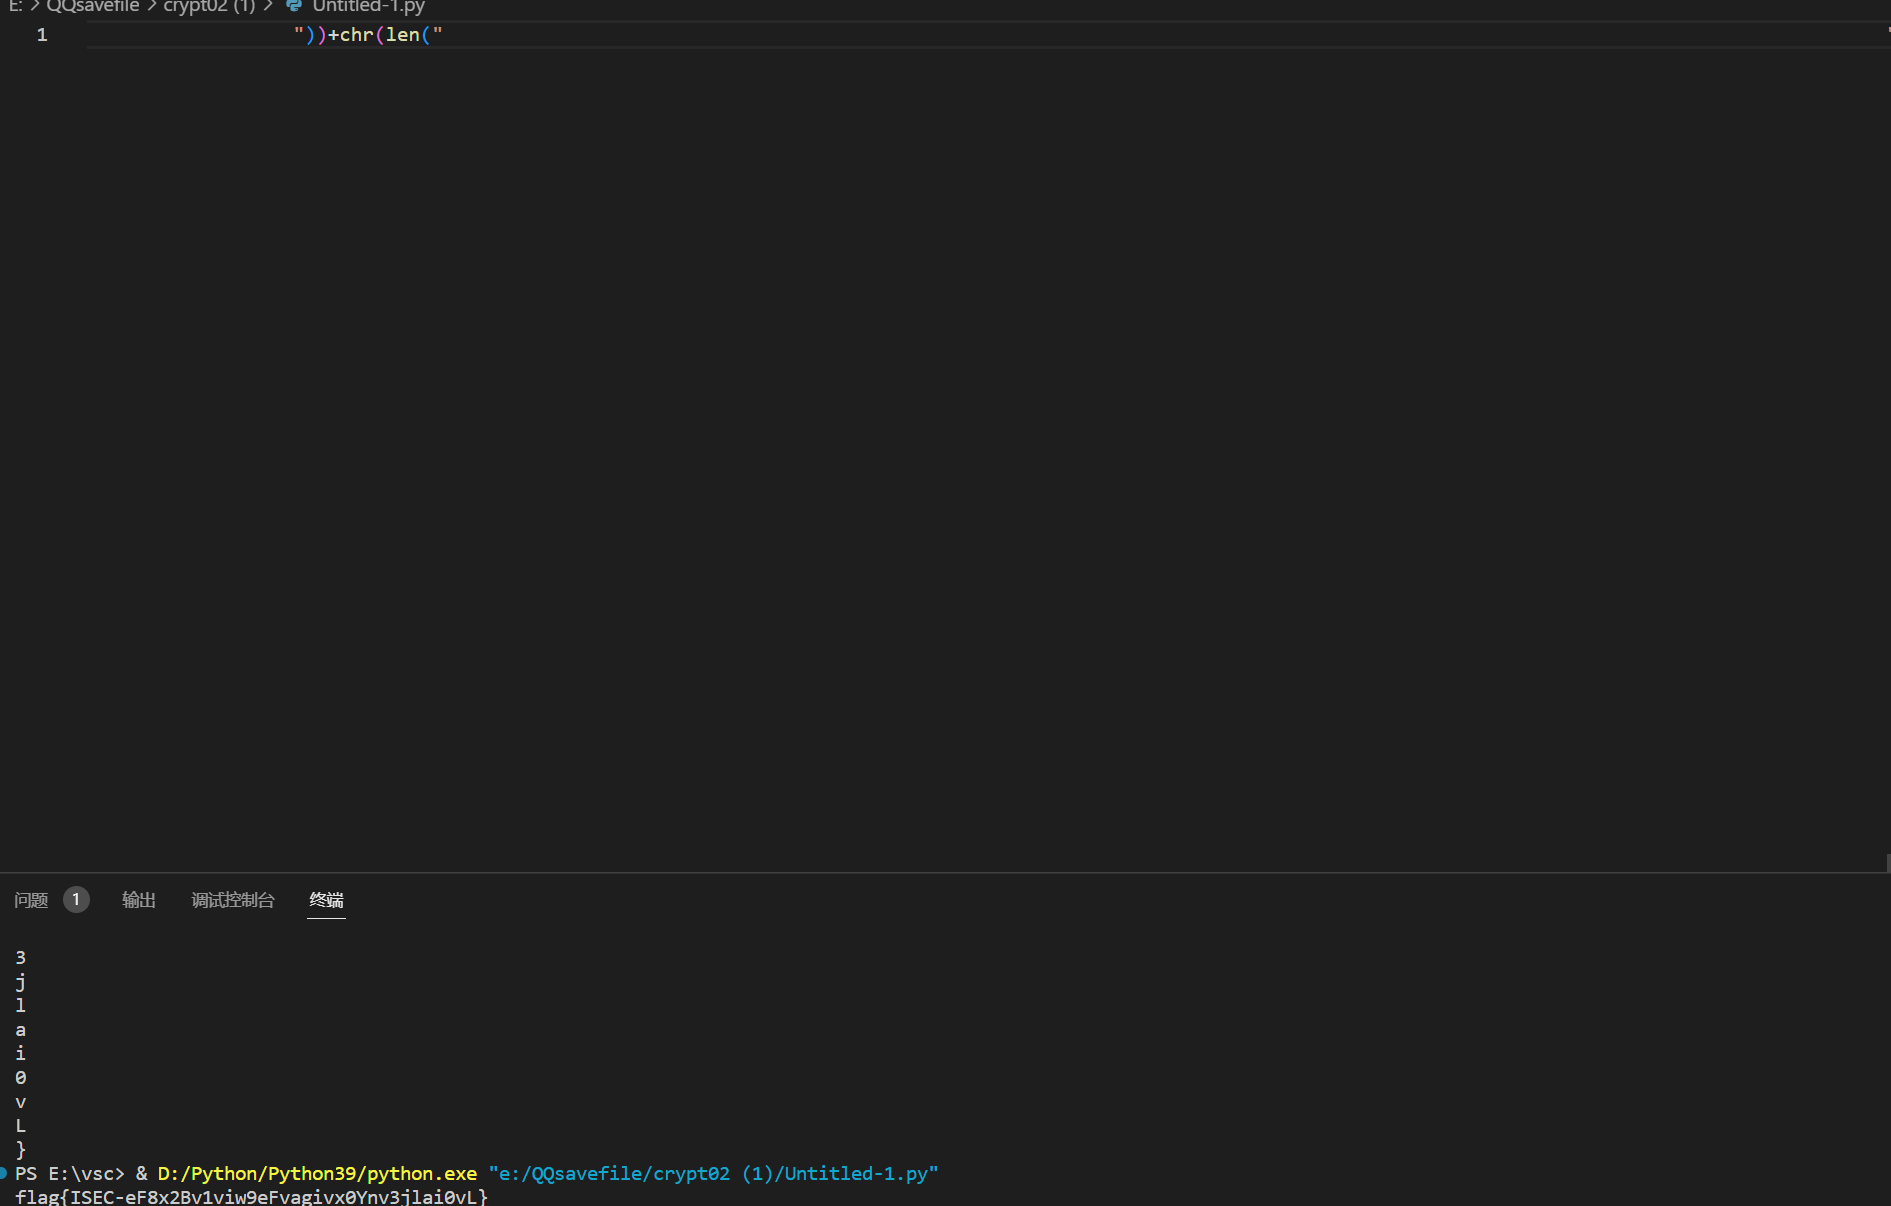 E: > QQsavefile > crypt02 (1) > Untitled-1.py
1 "))+chr(len("
问题 1 输出 调试控制台 终端
3
j
l
a
i
0
v
L
}
PS E:\vsc> & D:/Python/Python39/python.exe "e:/QQsavefile/crypt02 (1)/Untitled-1.py"
flag{ISEC-eF8x2Bv1viw9eFvagivx0Ynv3jlai0vL}